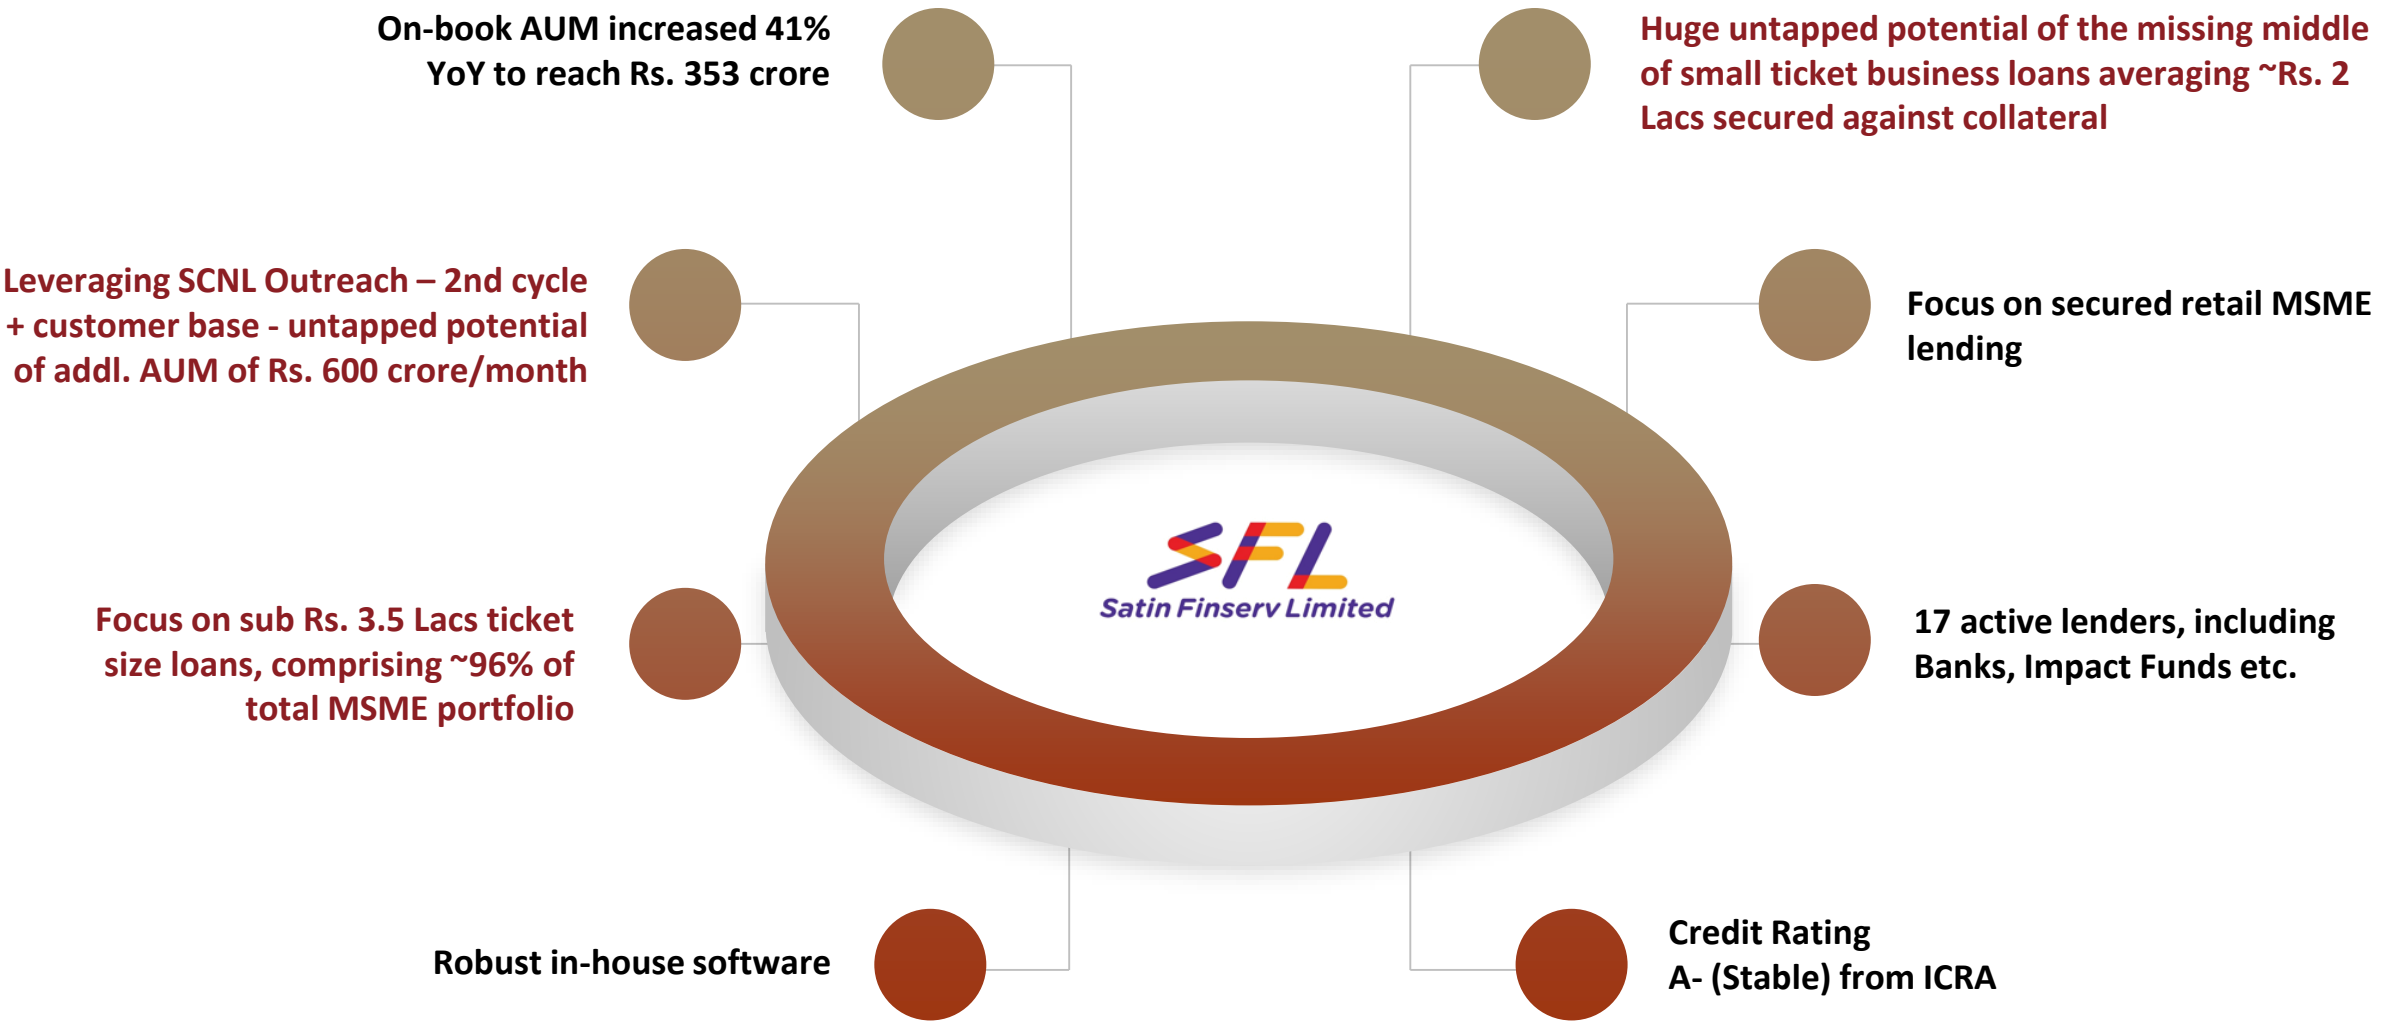 On-book AUM increased 41%
YoY to reach Rs. 353 crore
Huge untapped potential of the missing middle
of small ticket business loans averaging ~Rs. 2
Lacs secured against collateral
Leveraging SCNL Outreach – 2nd cycle
+ customer base - untapped potential
of addl. AUM of Rs. 600 crore/month
Focus on secured retail MSME
lending
SFL
Satin Finserv Limited
Focus on sub Rs. 3.5 Lacs ticket
size loans, comprising ~96% of
total MSME portfolio
17 active lenders, including
Banks, Impact Funds etc.
Robust in-house software
Credit Rating
A- (Stable) from ICRA